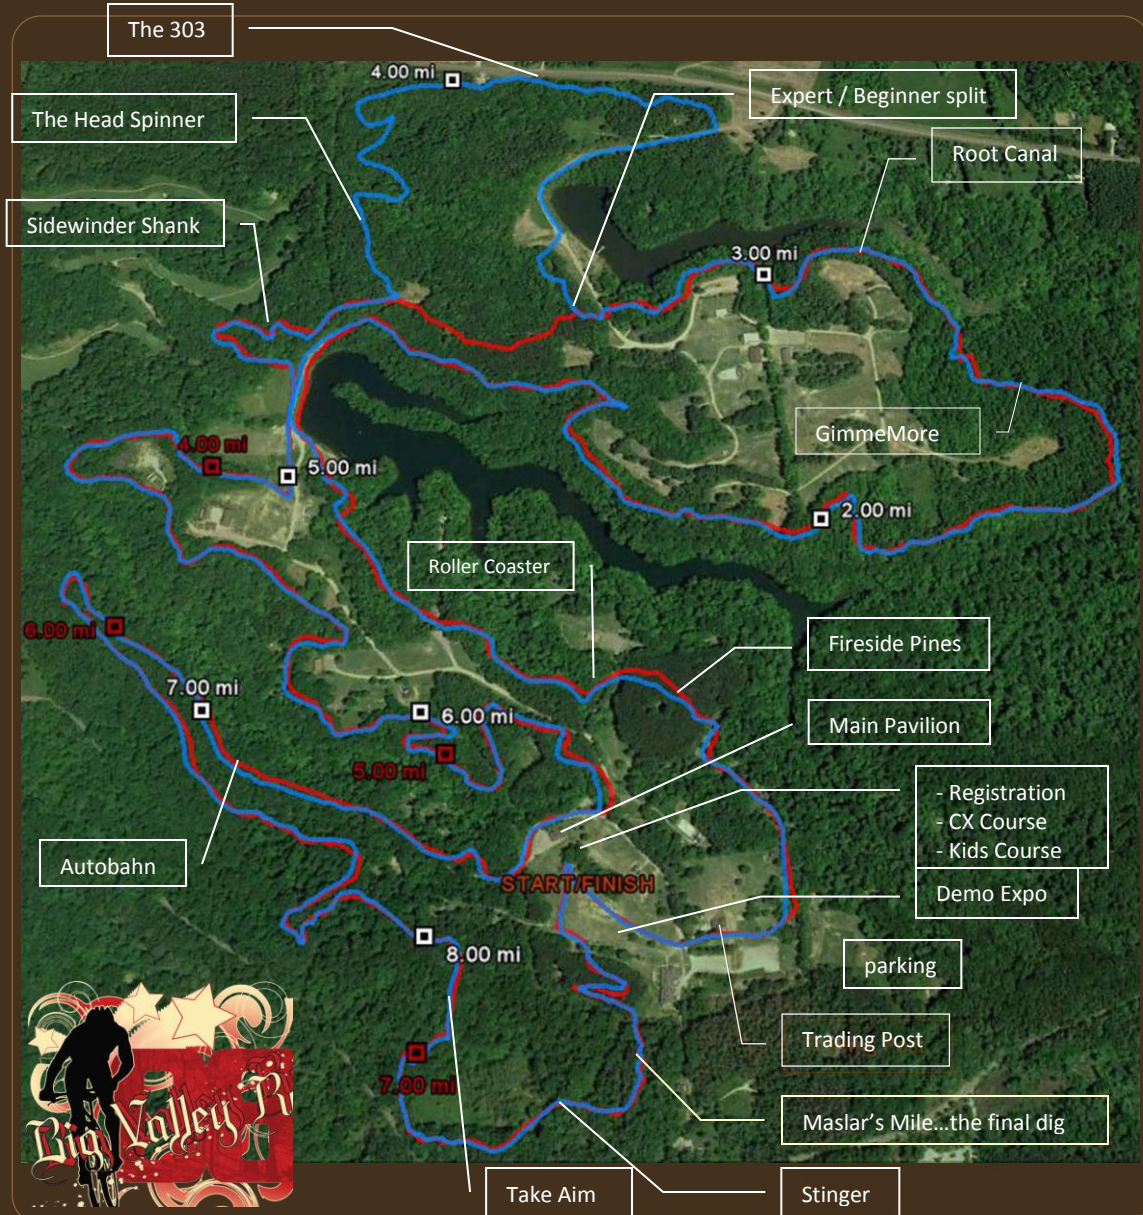 The 303
4.00 mi
Expert / Beginner split
The Head Spinner
Root Canal
Sidewinder Shank
3.00 mi
GimmeMore
4.00 mi
5.00 mi
2.00 mi
Roller Coaster
6.00 mi
Fireside Pines
7.00 mi
6.00 mi
Main Pavilion
5.00 mi
- Registration
- CX Course
- Kids Course
Autobahn
START/FINISH
Demo Expo
8.00 mi
parking
Trading Post
7.00 mi
Big Valley R
Maslar's Mile...the final dig
Take Aim
Stinger